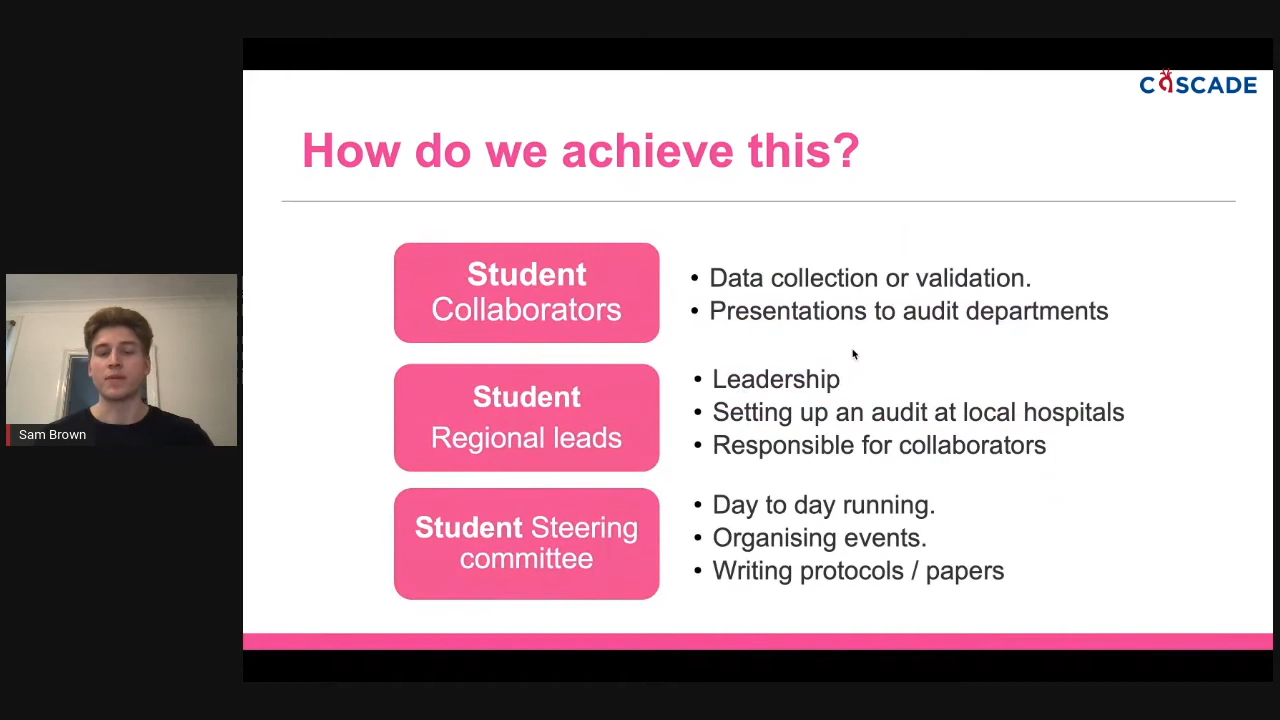 CASCADE
How do we achieve this?
Student
Collaborators
• Data collection or validation.
• Presentations to audit departments
Student
Regional leads
• Leadership
• Setting up an audit at local hospitals
• Responsible for collaborators
Student Steering
committee
• Day to day running.
• Organising events.
• Writing protocols / papers
Sam Brown